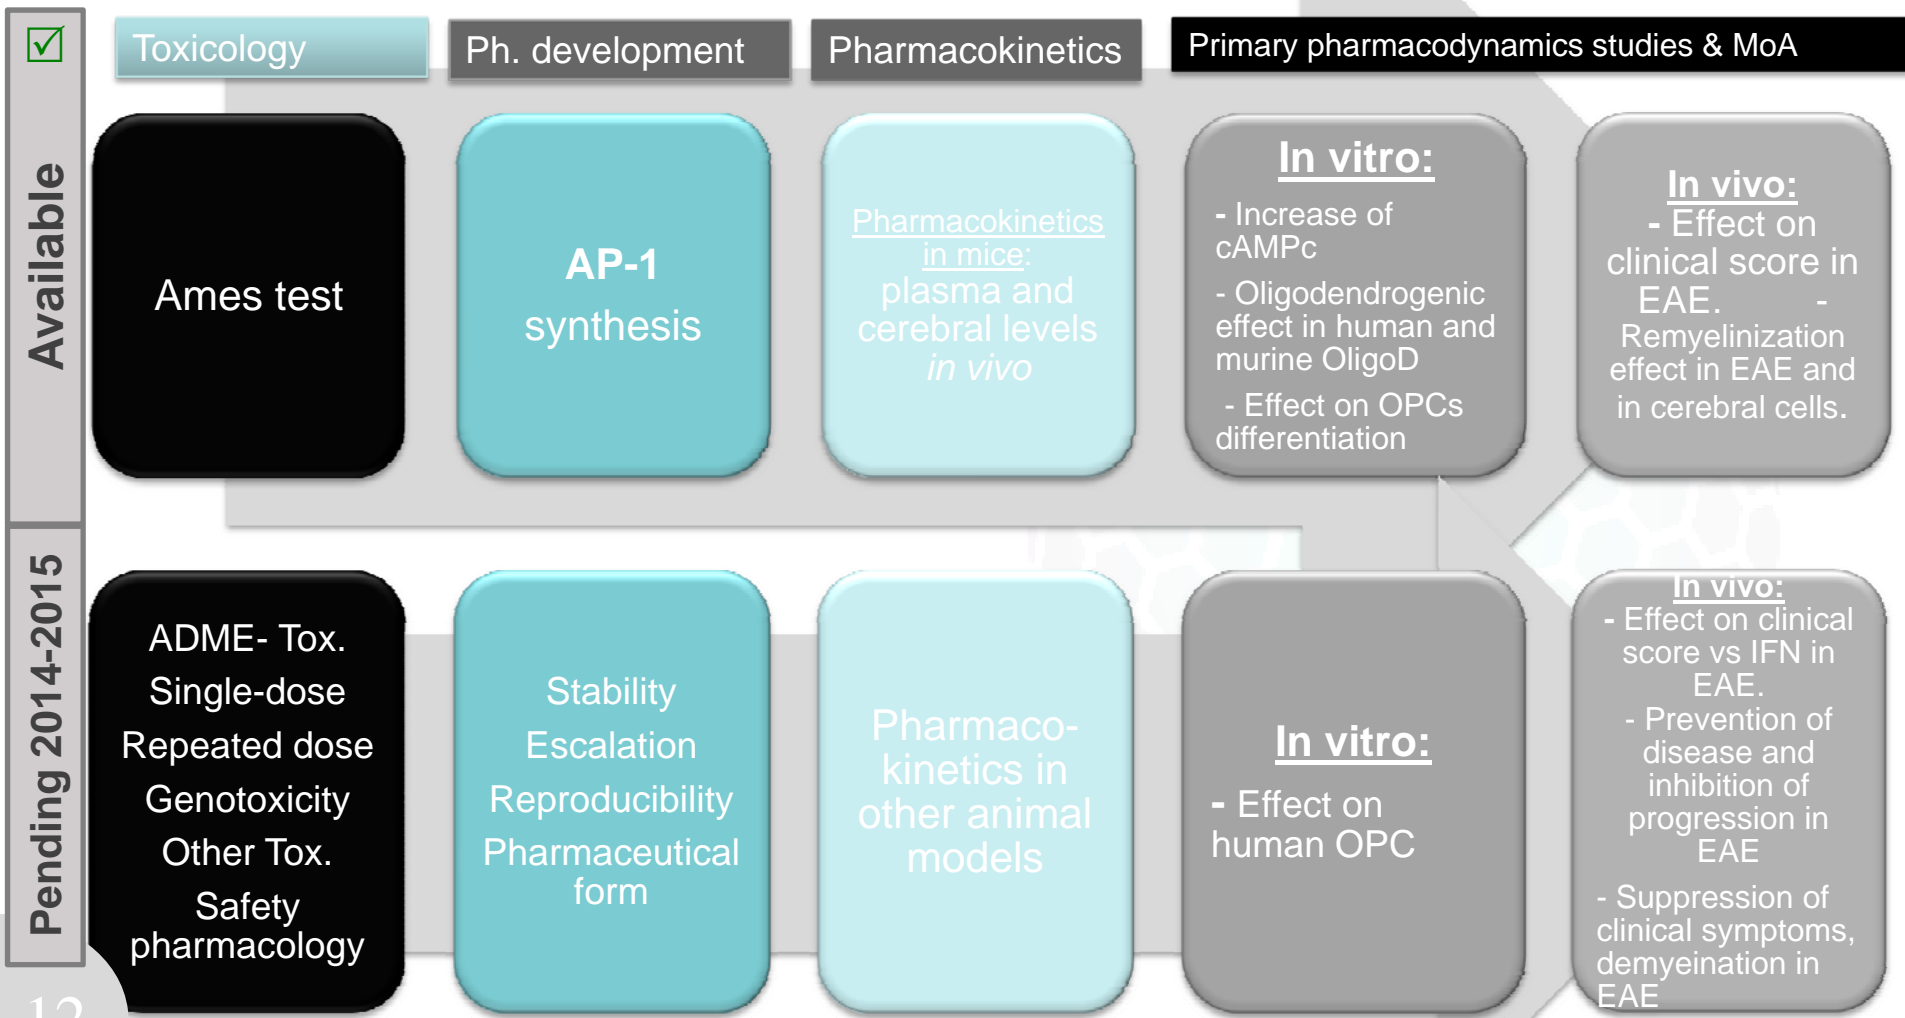 ☑
Toxicology
Ph. development
Pharmacokinetics
Primary pharmacodynamics studies & MoA
Available
Ames test
AP-1
synthesis
Pharmacokinetics
in mice:
plasma and
cerebral levels
in vivo
In vitro:
- Increase of
cAMPc
- Oligodendrogenic
effect in human and
murine OligoD
- Effect on OPCs
differentiation
In vivo:
- Effect on
clinical score in
EAE. -
Remyelinization
effect in EAE and
in cerebral cells.
Pending 2014-2015
ADME- Tox.
Single-dose
Repeated dose
Genotoxicity
Other Tox.
Safety
pharmacology
Stability
Escalation
Reproducibility
Pharmaceutical
form
Pharmaco-
kinetics in
other animal
models
In vitro:
- Effect on
human OPC
In vivo:
- Effect on clinical
score vs IFN in
EAE.
- Prevention of
disease and
inhibition of
progression in
EAE
- Suppression of
clinical symptoms,
demyeination in
EAE
12